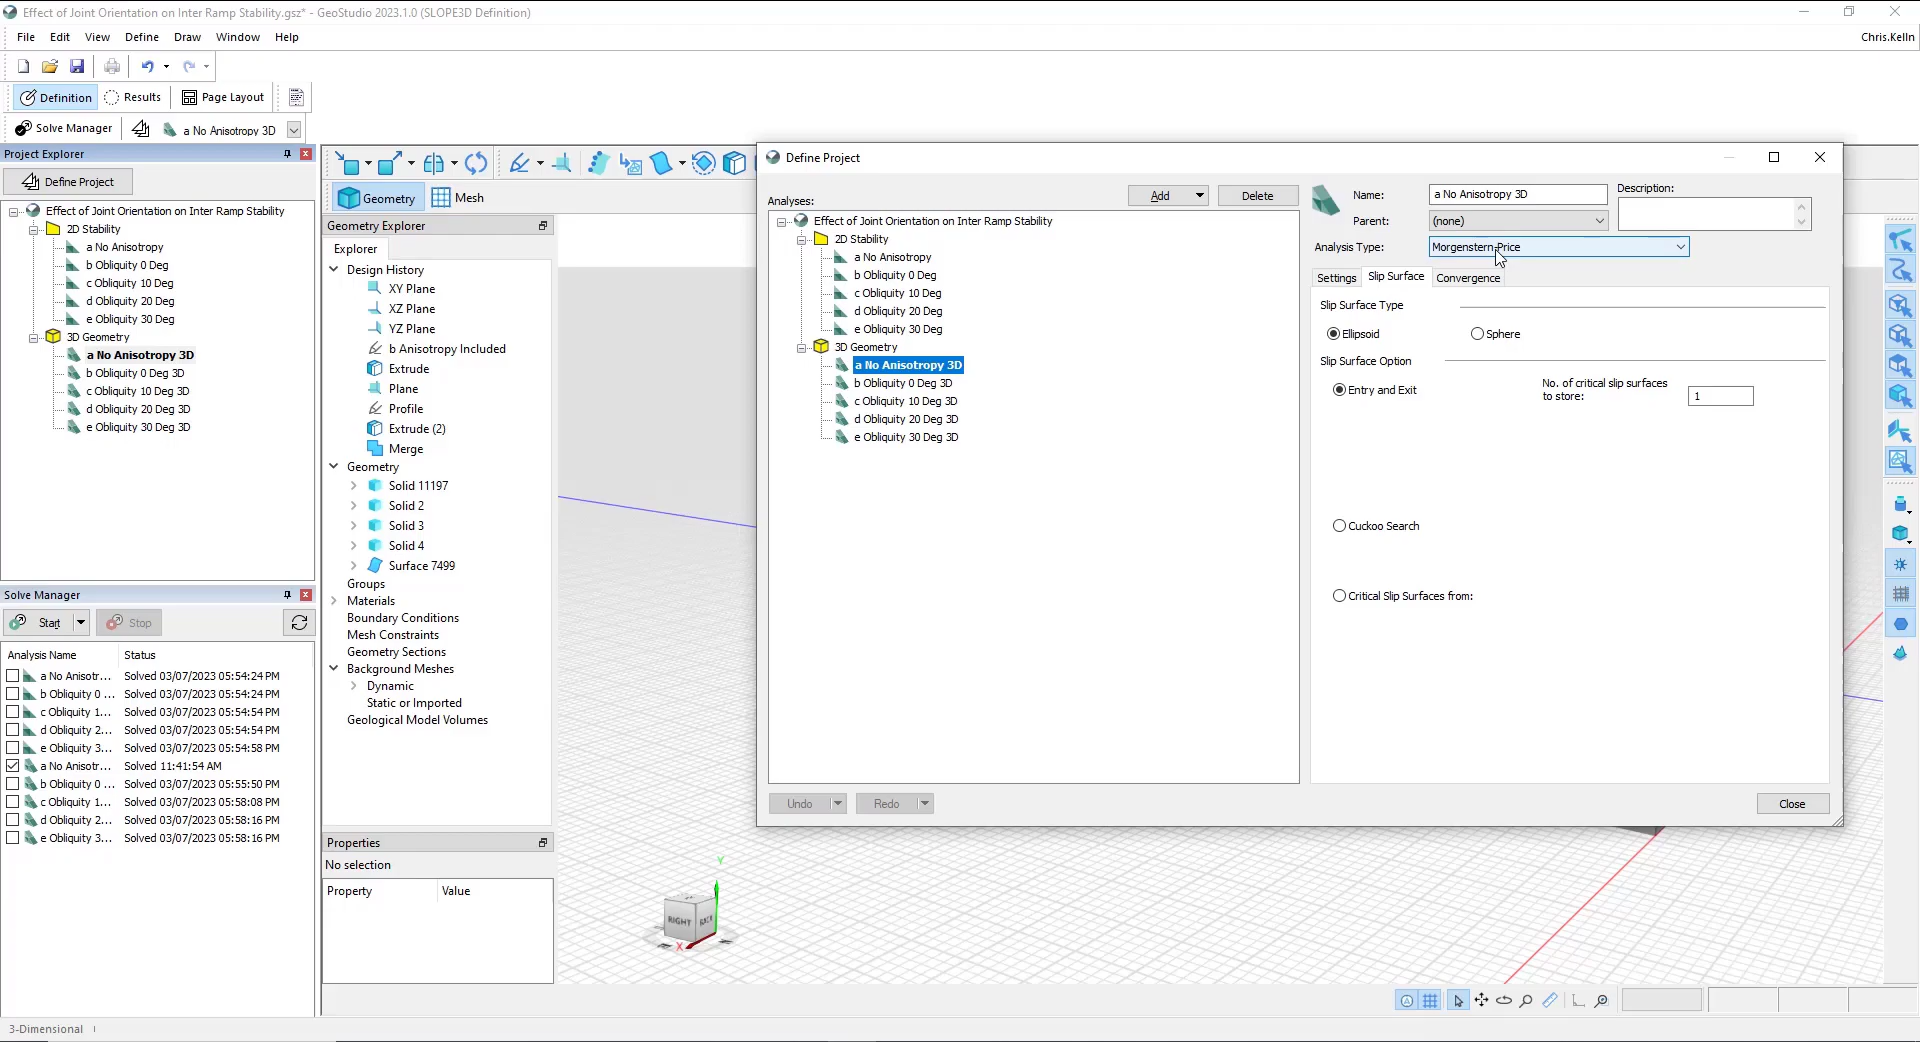 Effect of Joint Orientation on Inter Ramp Stability.gsz* - GeoStudio 2023.1.0 (SLOPE3D Definition)
File Edit View Define Draw Window Help
Chris.Kelln
Definition Results Page Layout
Solve Manager a No Anisotropy 3D
Project Explorer
Define Project
Effect of Joint Orientation on Inter Ramp Stability
2D Stability
a No Anisotropy
b Obliquity 0 Deg
c Obliquity 10 Deg
d Obliquity 20 Deg
e Obliquity 30 Deg
3D Geometry
a No Anisotropy 3D
b Obliquity 0 Deg 3D
c Obliquity 10 Deg 3D
d Obliquity 20 Deg 3D
e Obliquity 30 Deg 3D
Solve Manager
Start Stop
Analysis Name Status
a No Anisotr... Solved 03/07/2023 05:54:24 PM
b Obliquity 0 ... Solved 03/07/2023 05:54:24 PM
c Obliquity 1... Solved 03/07/2023 05:54:54 PM
d Obliquity 2... Solved 03/07/2023 05:54:54 PM
e Obliquity 3... Solved 03/07/2023 05:54:58 PM
a No Anisotr... Solved 11:41:54 AM
b Obliquity 0 ... Solved 03/07/2023 05:55:50 PM
c Obliquity 1... Solved 03/07/2023 05:58:08 PM
d Obliquity 2... Solved 03/07/2023 05:58:16 PM
e Obliquity 3... Solved 03/07/2023 05:58:16 PM
3-Dimensional
Geometry Mesh
Geometry Explorer
Explorer
Design History
XY Plane
XZ Plane
YZ Plane
b Anisotropy Included
Extrude
Plane
Profile
Extrude (2)
Merge
Geometry
Solid 11197
Solid 2
Solid 3
Solid 4
Surface 7499
Groups
Materials
Boundary Conditions
Mesh Constraints
Geometry Sections
Background Meshes
Dynamic
Static or Imported
Geological Model Volumes
Properties
No selection
Property Value
Y
RIGHT BACK
X
Define Project
Analyses:
Add Delete
Effect of Joint Orientation on Inter Ramp Stability
2D Stability
a No Anisotropy
b Obliquity 0 Deg
c Obliquity 10 Deg
d Obliquity 20 Deg
e Obliquity 30 Deg
3D Geometry
a No Anisotropy 3D
b Obliquity 0 Deg 3D
c Obliquity 10 Deg 3D
d Obliquity 20 Deg 3D
e Obliquity 30 Deg 3D
Undo Redo
Name: a No Anisotropy 3D
Description:
Parent: (none)
Analysis Type: Morgenstern-Price
Settings Slip Surface Convergence
Slip Surface Type
Ellipsoid Sphere
Slip Surface Option
Entry and Exit
No. of critical slip surfaces
to store: 1
Cuckoo Search
Critical Slip Surfaces from:
Close